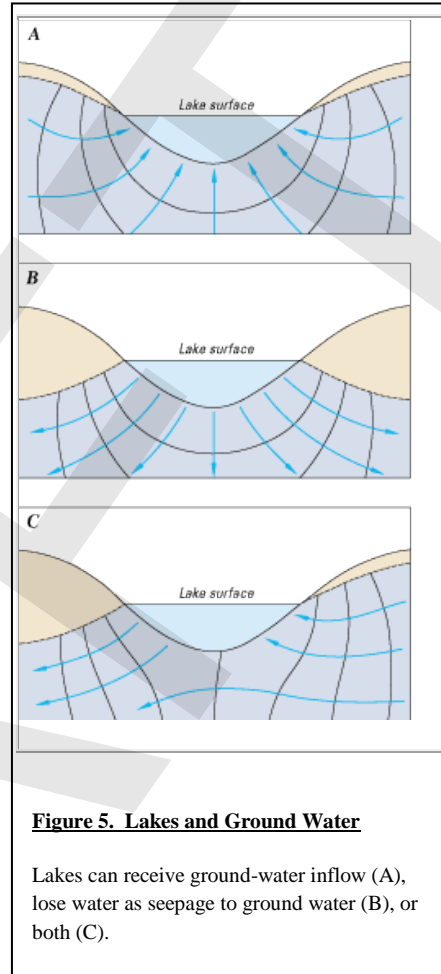 A
Lake surface
B
Lake surface
C
Lake surface
Figure 5. Lakes and Ground Water
Lakes can receive ground-water inflow (A),
lose water as seepage to ground water (B), or
both (C).